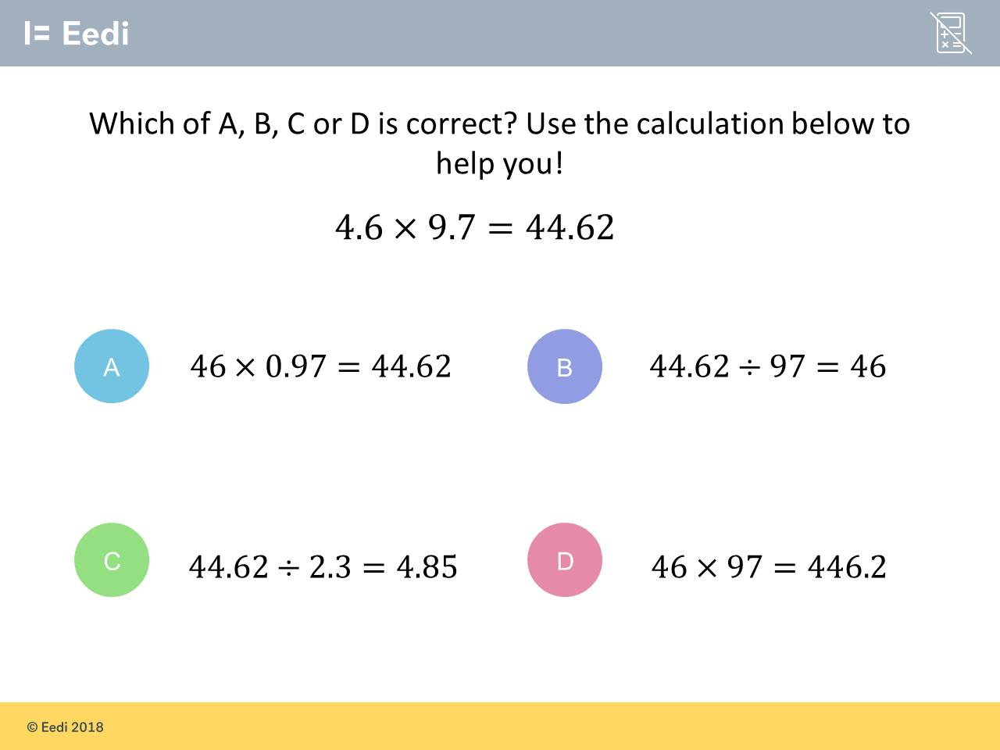 Eedi
Which of A, B, C or D is correct? Use the calculation below to
help you!
4.6 × 9.7 = 44.62
A 46 × 0.97 = 44.62
B 44.62 ÷ 97 = 46
C 44.62 ÷ 2.3 = 4.85
D 46 × 97 = 446.2
© Eedi 2018